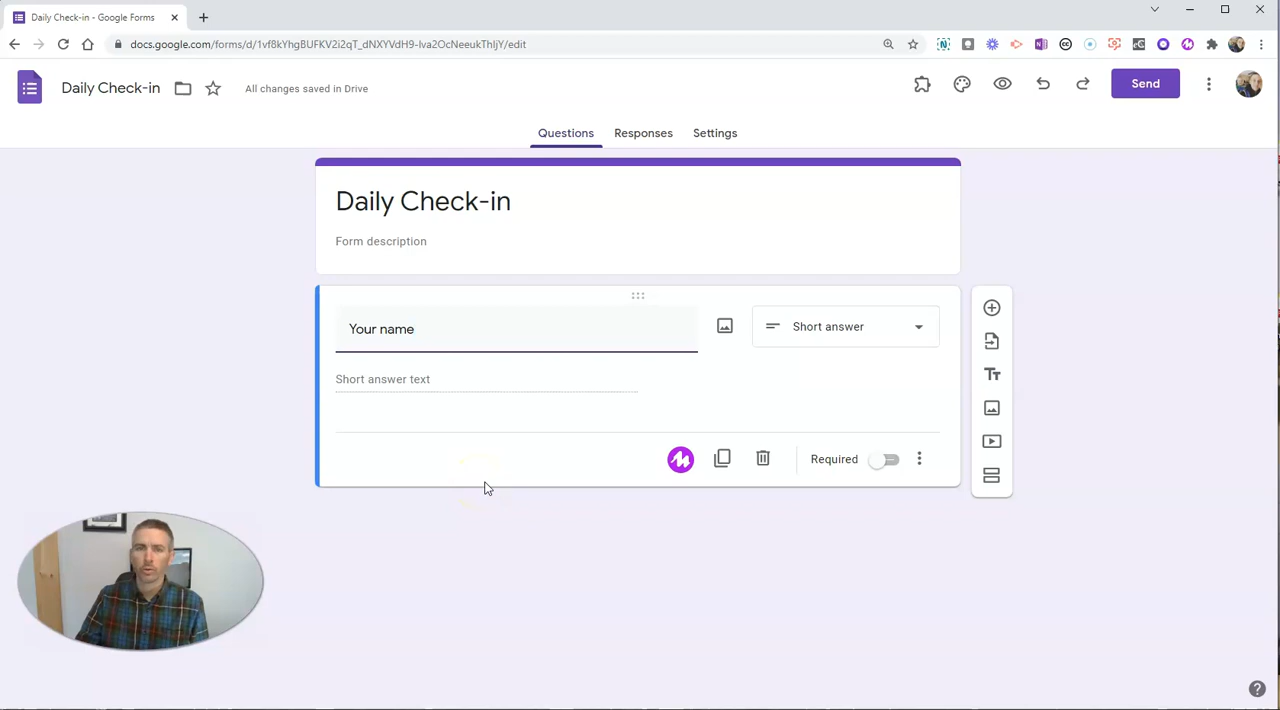 Daily Check-in - Google Forms
docs.google.com/forms/d/1vf8kYhgBUFKV2i2qT_dNXYVdH9-Iva2OcNeeukThIjY/edit
Daily Check-in
All changes saved in Drive
Send
Questions
Responses
Settings
Daily Check-in
Form description
Your name
Short answer
Short answer text
Required